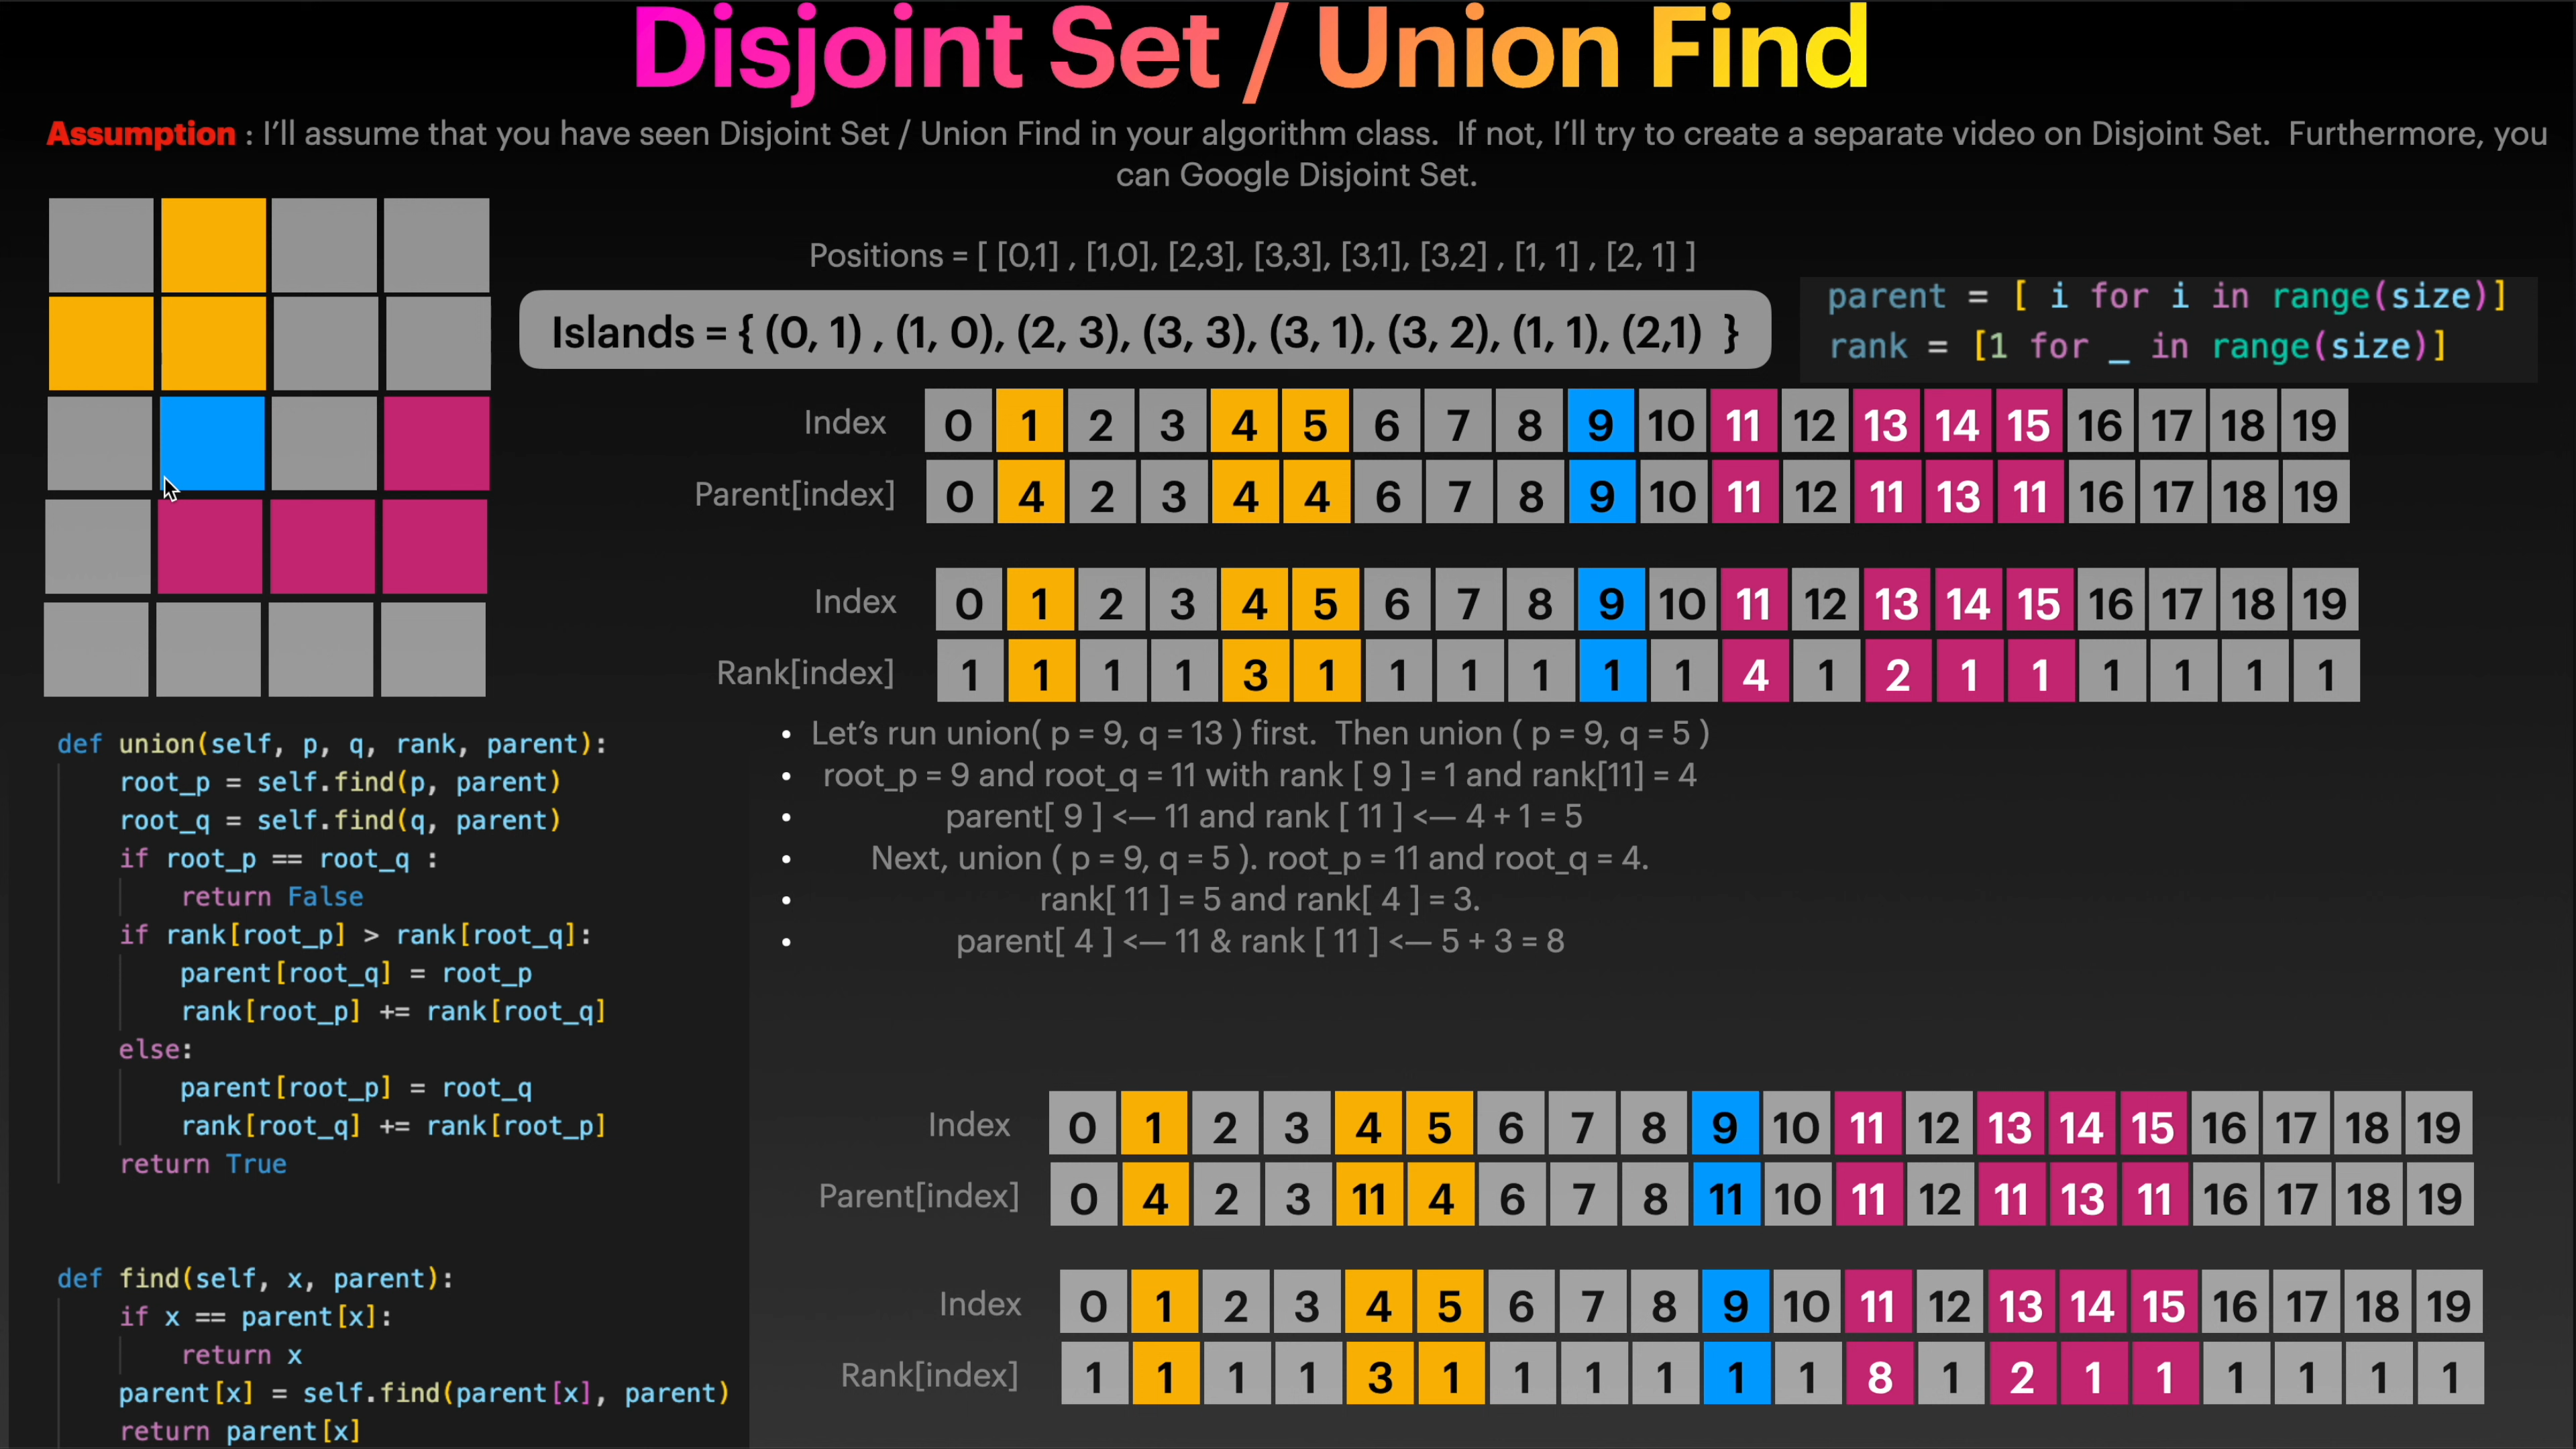 Disjoint Set / Union Find
Assumption : I'll assume that you have seen Disjoint Set / Union Find in your algorithm class. If not, I'll try to create a separate video on Disjoint Set. Furthermore, you
can Google Disjoint Set.
Positions = [ [0,1] , [1,0], [2,3], [3,3], [3,1], [3,2] , [1, 1] , [2, 1] ]
Islands = { (0, 1) , (1, 0), (2, 3), (3, 3), (3, 1), (3, 2), (1, 1), (2,1) }
parent = [ i for i in range(size)]
rank = [1 for _ in range(size)]
Index 0 1 2 3 4 5 6 7 8 9 10 11 12 13 14 15 16 17 18 19
Parent[index] 0 4 2 3 4 4 6 7 8 9 10 11 12 11 13 11 16 17 18 19
Index 0 1 2 3 4 5 6 7 8 9 10 11 12 13 14 15 16 17 18 19
Rank[index] 1 1 1 1 3 1 1 1 1 1 1 4 1 2 1 1 1 1 1 1
def union(self, p, q, rank, parent):
root_p = self.find(p, parent)
root_q = self.find(q, parent)
if root_p == root_q :
return False
if rank[root_p] > rank[root_q]:
parent[root_q] = root_p
rank[root_p] += rank[root_q]
else:
parent[root_p] = root_q
rank[root_q] += rank[root_p]
return True
def find(self, x, parent):
if x == parent[x]:
return x
parent[x] = self.find(parent[x], parent)
return parent[x]
• Let's run union( p = 9, q = 13 ) first. Then union ( p = 9, q = 5 )
• root_p = 9 and root_q = 11 with rank [ 9 ] = 1 and rank[11] = 4
• parent[ 9 ] <— 11 and rank [ 11 ] <— 4 + 1 = 5
• Next, union ( p = 9, q = 5 ). root_p = 11 and root_q = 4.
• rank[ 11 ] = 5 and rank[ 4 ] = 3.
• parent[ 4 ] <— 11 & rank [ 11 ] <— 5 + 3 = 8
Index 0 1 2 3 4 5 6 7 8 9 10 11 12 13 14 15 16 17 18 19
Parent[index] 0 4 2 3 11 4 6 7 8 11 10 11 12 11 13 11 16 17 18 19
Index 0 1 2 3 4 5 6 7 8 9 10 11 12 13 14 15 16 17 18 19
Rank[index] 1 1 1 1 3 1 1 1 1 1 1 8 1 2 1 1 1 1 1 1